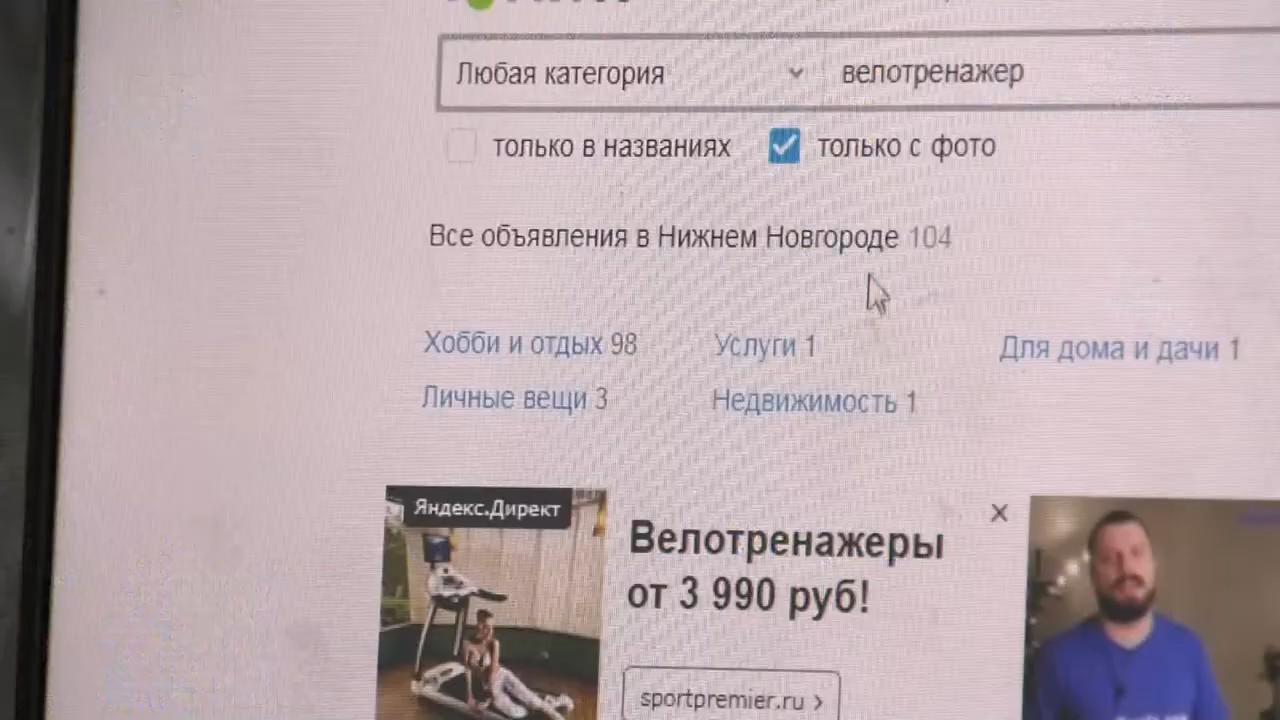 Любая категория велотренажер
только в названиях только с фото
Все объявления в Нижнем Новгороде 104
Хобби и отдых 98 Услуги 1 Для дома и дачи 1
Личные вещи 3 Недвижимость 1
Яндекс.Директ
Велотренажеры
от 3 990 руб!
sportpremier.ru